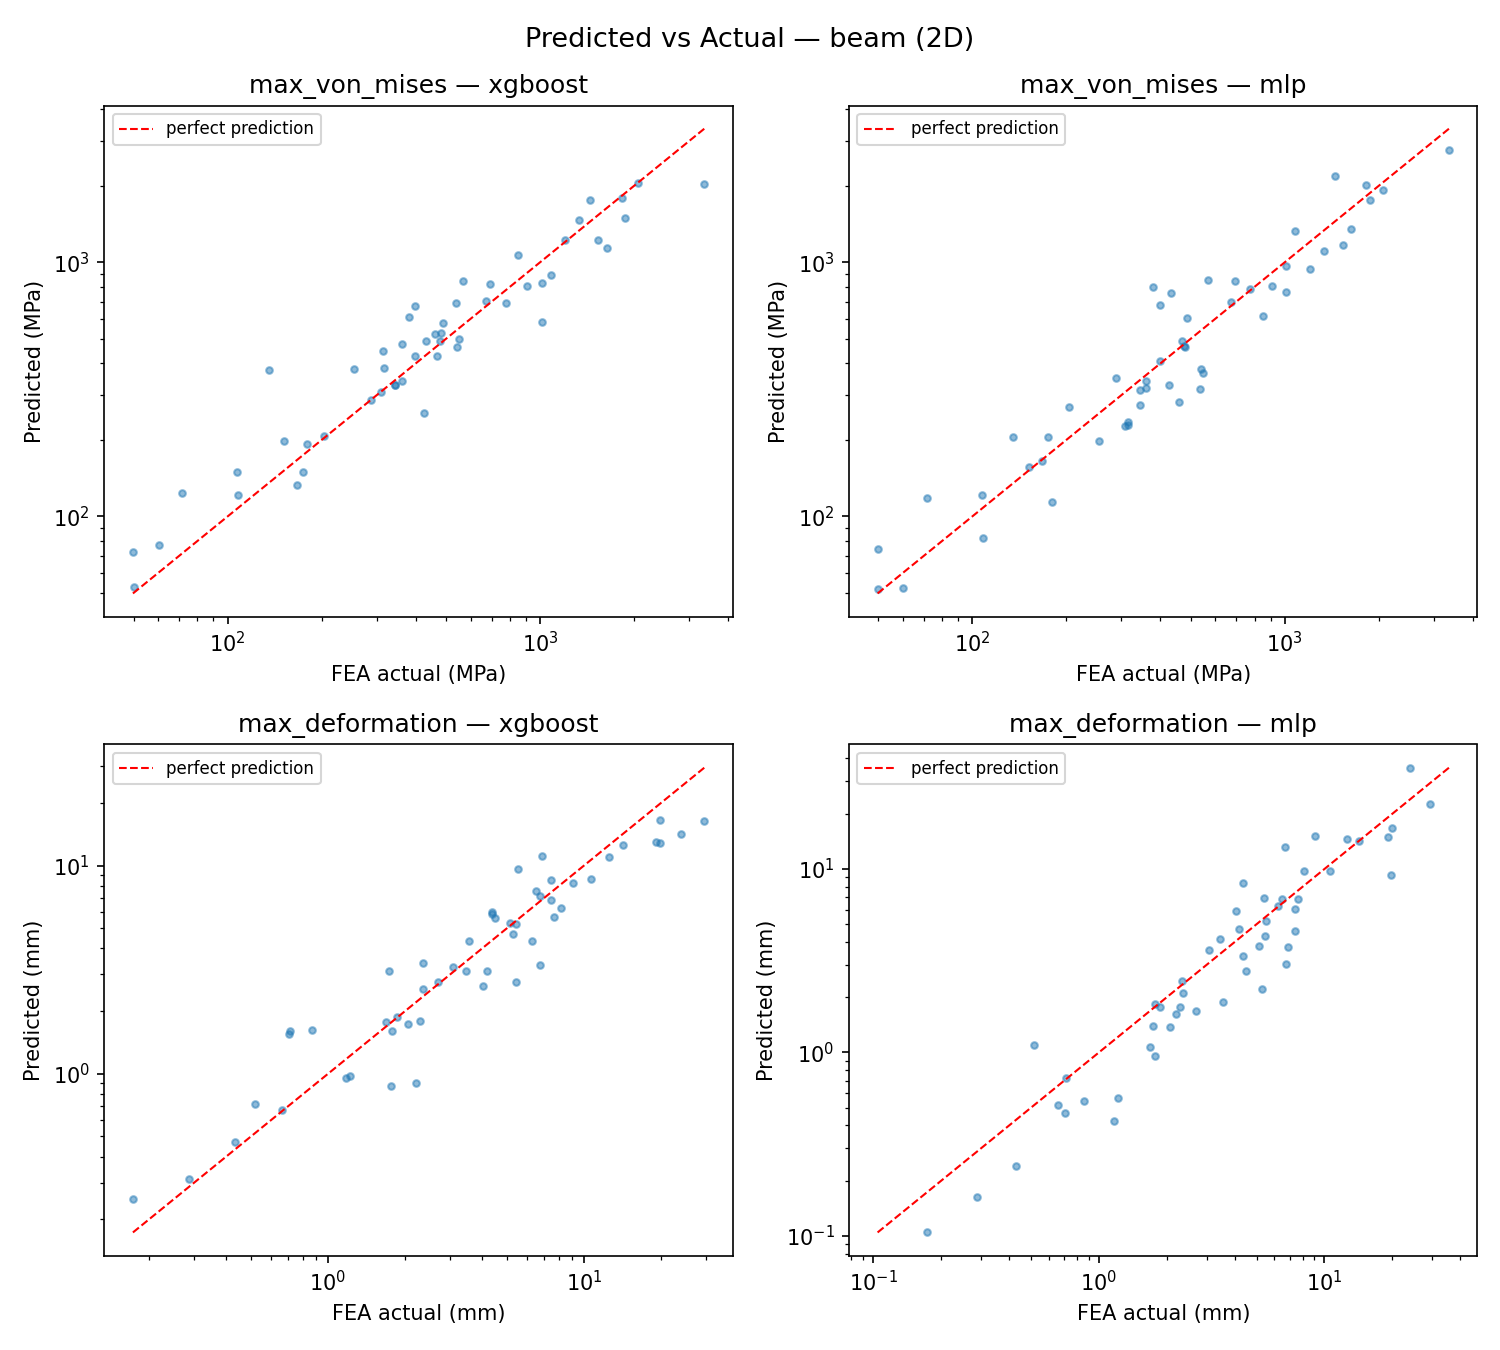 Predicted vs Actual — beam (2D)
max_von_mises — xgboost
perfect prediction
10³
10²
Predicted (MPa)
10² 10³
FEA actual (MPa)
max_von_mises — mlp
perfect prediction
10³
10²
Predicted (MPa)
10² 10³
FEA actual (MPa)
max_deformation — xgboost
perfect prediction
10¹
10⁰
Predicted (mm)
10⁰ 10¹
FEA actual (mm)
max_deformation — mlp
perfect prediction
10¹
10⁰
10⁻¹
Predicted (mm)
10⁻¹ 10⁰ 10¹
FEA actual (mm)